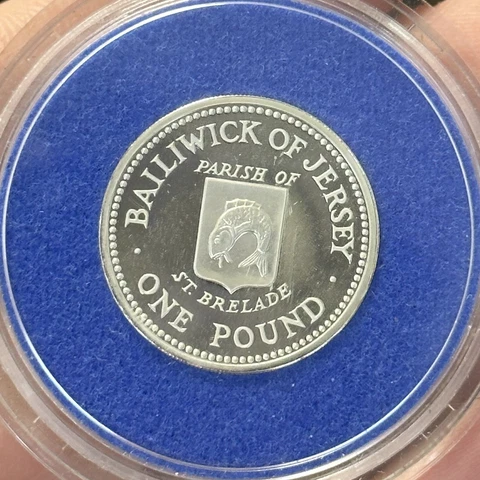 BAILIWICK OF JERSEY
PARISH OF
ST. BRELADE
ONE POUND